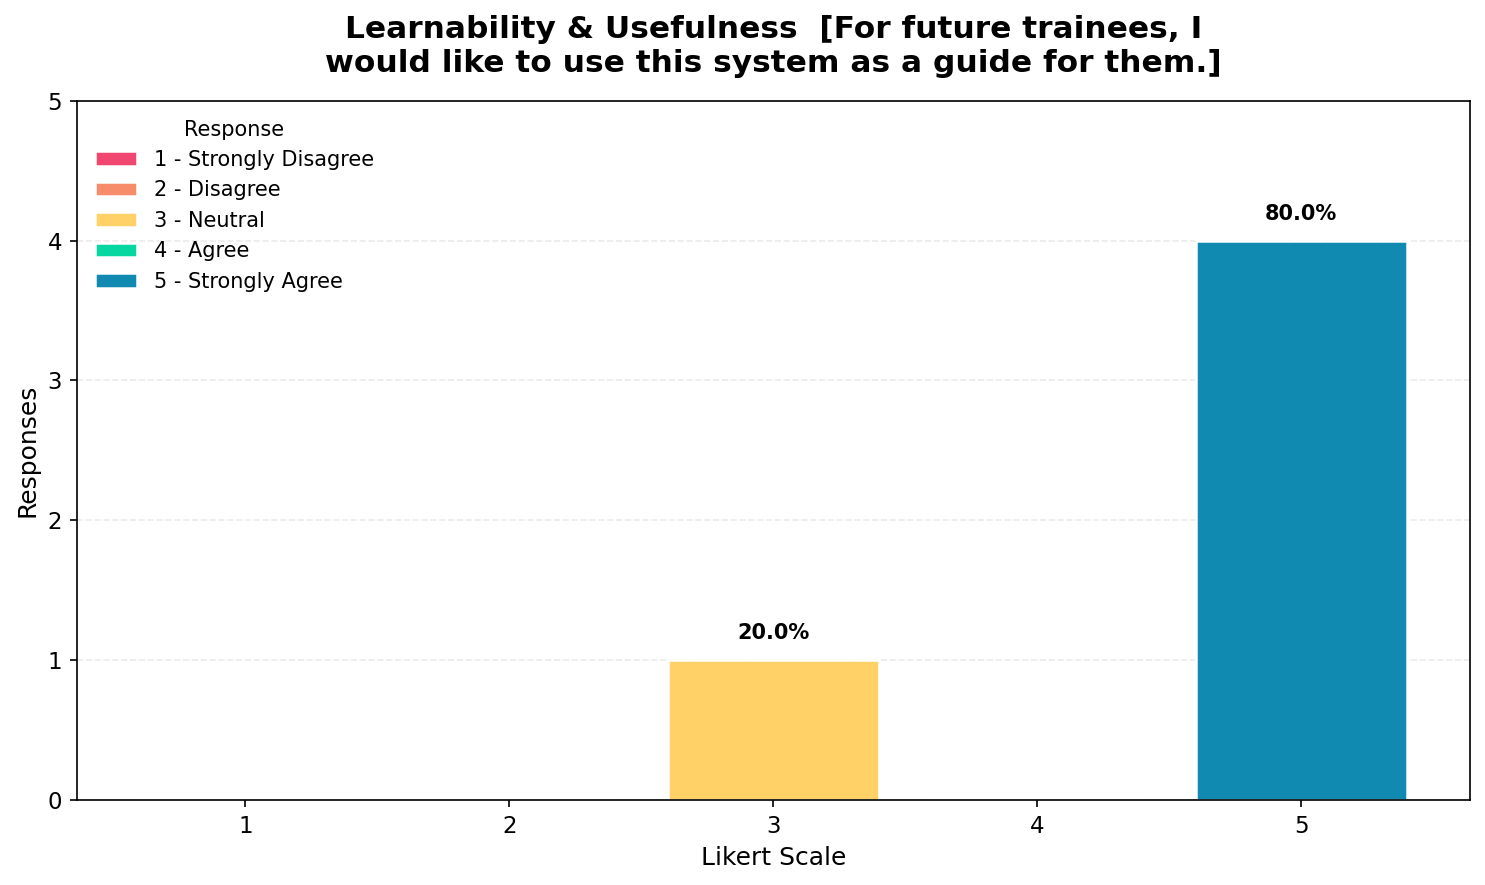 Learnability & Usefulness  [For future trainees, I
would like to use this system as a guide for them.]
Response
1 - Strongly Disagree
2 - Disagree
3 - Neutral
4 - Agree
5 - Strongly Agree
5
4
3
2
1
0
Responses
20.0%
80.0%
1
2
3
4
5
Likert Scale